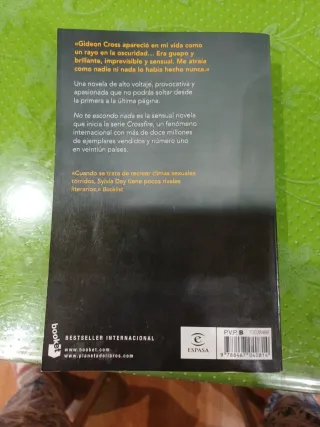 «Gideon Cross apareció en mi vida como
un rayo en la oscuridad... Era guapo y
brillante, imprevisible y sensual. Me atraía
como nadie ni nada lo había hecho nunca.»
Una novela de alto voltaje, provocativa y
apasionada que no podrás soltar desde
la primera a la última página.
No te escondo nada es la sensual novela
que inicia la serie Crossfire, un fenómeno
internacional con más de doce millones
de ejemplares vendidos y número uno
en veintiún países.
«Cuando se trata de recrear climas sexuales
tórridos, Sylvia Day tiene pocos rivales
literarios.» Booklist
booket
BESTSELLER INTERNACIONAL
www.booket.com
www.planetadelibros.com
e
ESPASA
P.V.P.